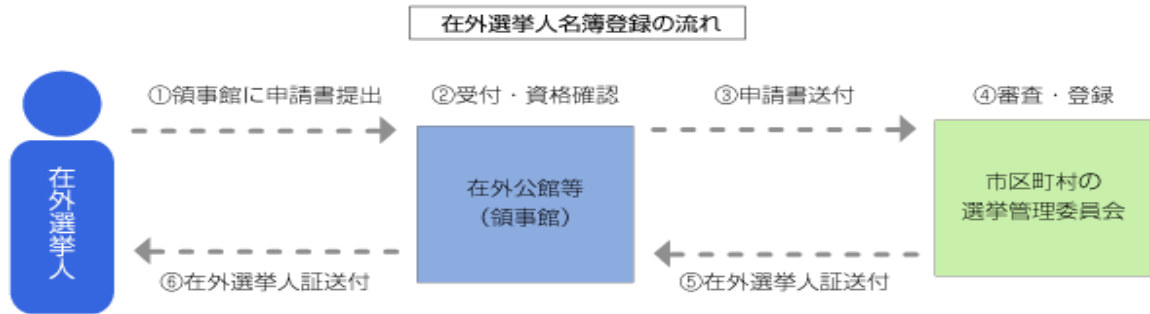 在外選挙人名簿登録の流れ
①領事館に申請書提出
②受付・資格確認
③申請書送付
④審査・登録
在外選挙人
在外公館等
（領事館）
市区町村の
選挙管理委員会
⑥在外選挙人証送付
⑤在外選挙人証送付